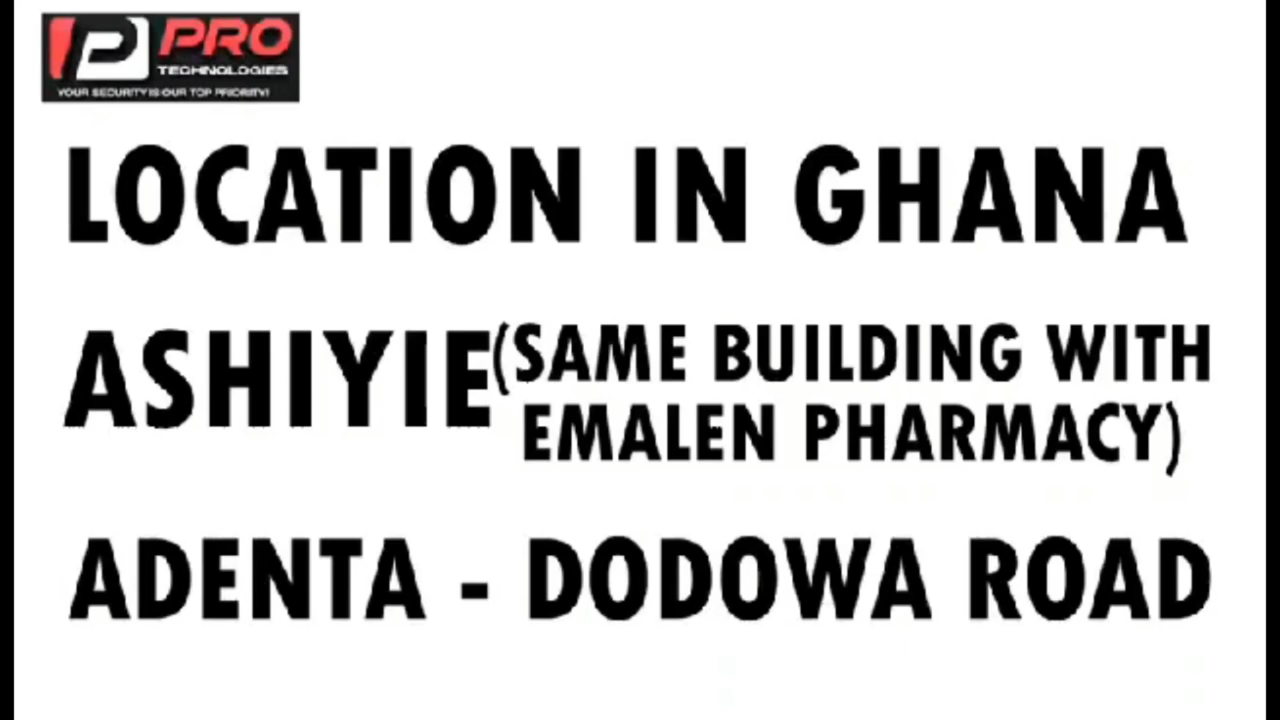 PRO
TECHNOLOGIES
YOUR SECURITY IS OUR TOP PRIORITY!
LOCATION IN GHANA
ASHIYIE (SAME BUILDING WITH
EMALEN PHARMACY)
ADENTA - DODOWA ROAD